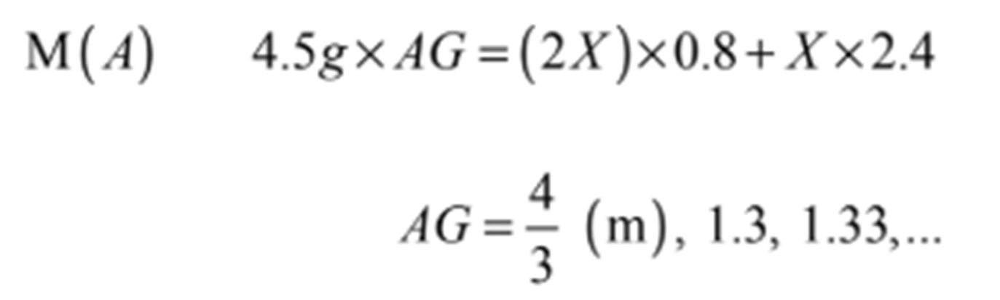 M(A) 4.5g×AG=(2X)×0.8+X×2.4
AG=4/3 (m), 1.3, 1.33,...